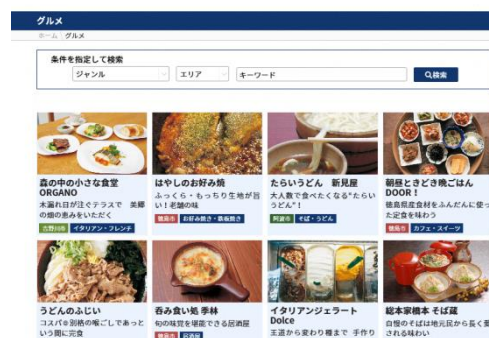 グルメ
ホーム グルメ
条件を指定して検索
ジャンル エリア キーワード 検索
森の中の小さな食堂
ORGANO
木漏れ日が注ぐテラスで 美郷
の畑の恵みをいただく
吉野川市 イタリアン・フレンチ
はやしのお好み焼
ふっくら・もっちり生地が旨
い！老舗の味
徳島市 お好み焼き・鉄板焼き
たらいうどん 新見屋
大人数で食べたくなる"たらい
うどん"！
阿波市 そば・うどん
朝昼ときどき晩ごはん
DOOR！
徳島県産食材をふんだんに使っ
た定食を味わう
徳島市 カフェ・スイーツ
うどんのふじい
コスパ◎別格の喉ごしであっと
いう間に完食
呑み食い処 季林
旬の味覚を堪能できる居酒屋
徳島市 居酒屋
イタリアンジェラート
Dolce
王道から変わり種まで 手作り
総本家橋本 そば蔵
自慢のそばは地元民から長く愛
される味わい